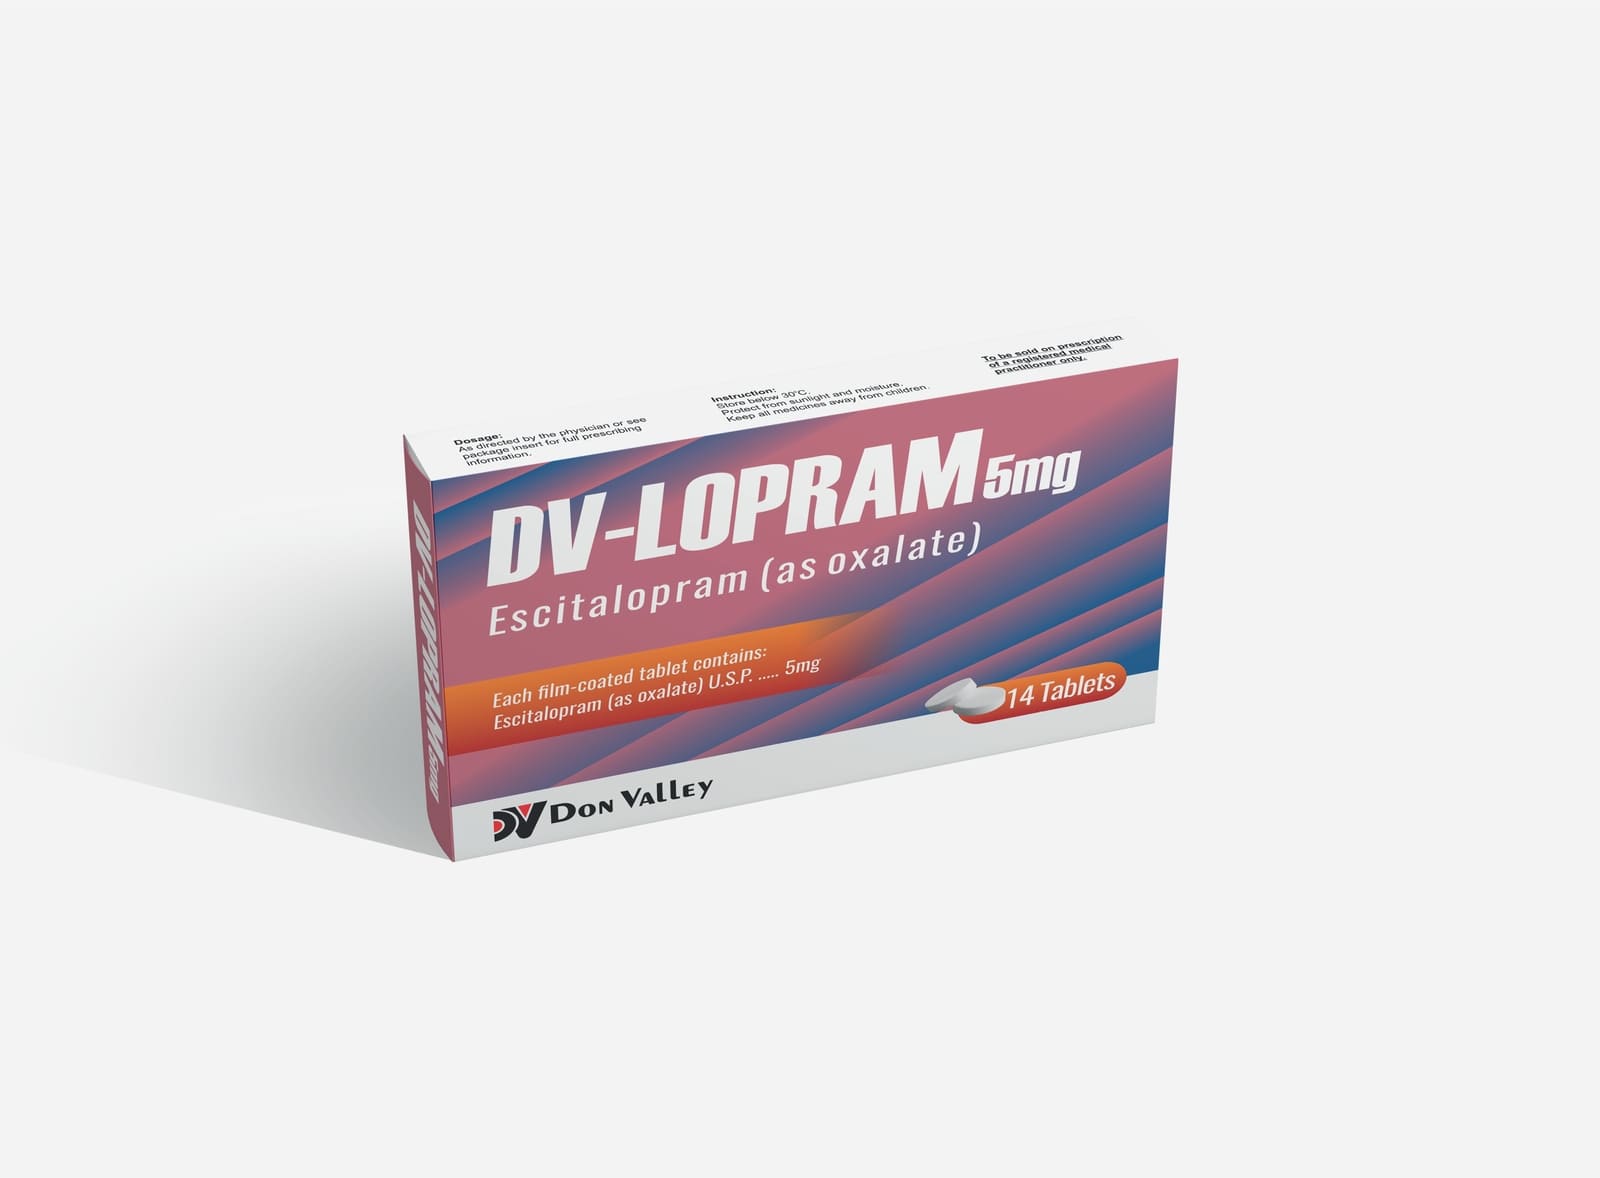 Dosage:
As directed by the physician or see
package insert for full prescribing
information.
Instruction:
Store below 30°C.
Protect from sunlight and moisture.
Keep all medicines away from children.
To be sold on prescription
of a registered medical
practitioner only.
DV-LOPRAM 5mg
Escitalopram (as oxalate)
Each film-coated tablet contains:
Escitalopram (as oxalate) U.S.P. ..... 5mg
14 Tablets
DV DON VALLEY
DV-LOPRAM 5mg